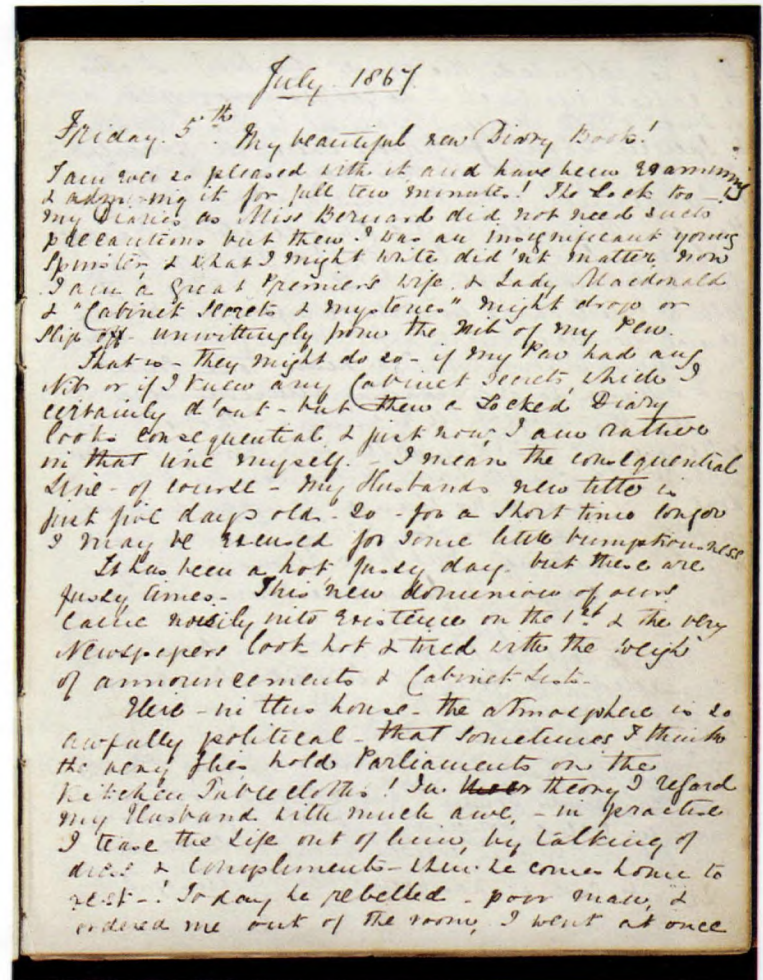 July 1867
Friday. 5th. My beautiful new Diary Book!
I am ever so pleased with it and have been examining
& admiring it for full ten minutes! The Lock too –
my Diaries as Miss Bernard did not need such
precautions but then I was an insignificant young
Spinster & what I might write did'nt matter, now
I am a great Premier's wife & Lady Macdonald
& "Cabinet Secrets & Mysteries" might drop or
slip off – unwittingly from the Nib of my Pen.
That is – they might do so – if my Pen had any
Nib or if I knew any Cabinet secrets, which I
certainly d'ont – but then a Locked Diary
looks consequential & just now, I am rather
in that line myself. – I mean the consequential
Line – of course – My Husbands new title is
just five days old – so – for a short time longer
I may be excused for some little bumptiousness
It has been a hot fussy day but these are
fussy times – This new dominion of ours
came noisily into existence on the 1st & the very
Newspapers look hot & tired with the weight
of announcements & Cabinet Lists –
Here – in this house – the atmosphere is so
awfully political – that sometimes I think
the very flies hold Parliaments on the
Kitchen Tablecloths! In theory I regard
my Husband with much awe, – in practise
I tease the Life out of him, by talking of
dress & compliments – when he comes home to
rest – ! Today he rebelled – poor man, &
ordered me out of the room, I went at once